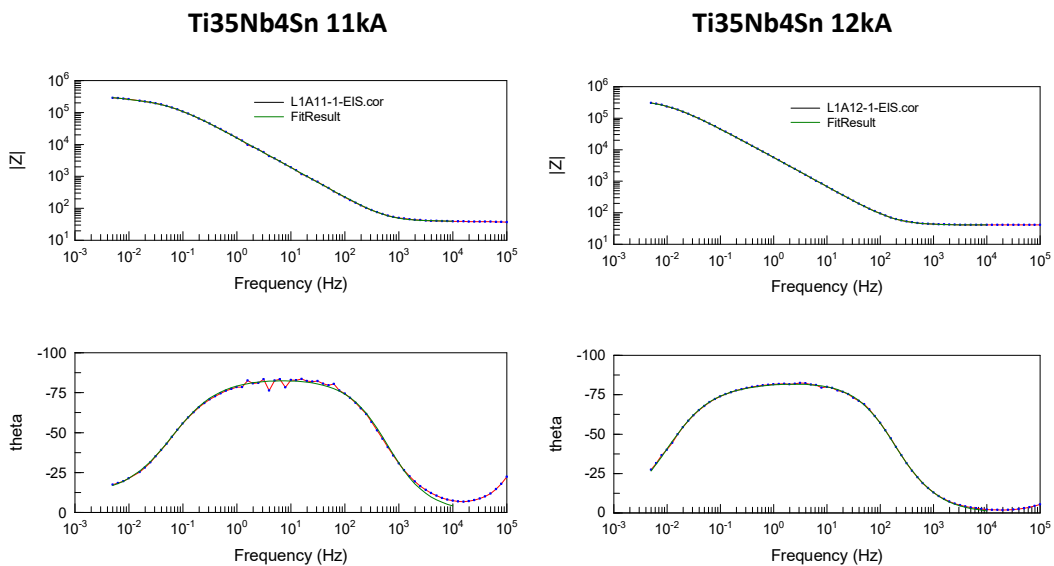 Ti35Nb4Sn 11kA
10^6
10^5
10^4
10^3
10^2
10^1
|Z|
L1A11-1-EIS.cor
FitResult
10^-3 10^-2 10^-1 10^0 10^1 10^2 10^3 10^4 10^5
Frequency (Hz)
-100
-75
-50
-25
0
theta
10^-3 10^-2 10^-1 10^0 10^1 10^2 10^3 10^4 10^5
Frequency (Hz)
Ti35Nb4Sn 12kA
10^6
10^5
10^4
10^3
10^2
10^1
|Z|
L1A12-1-EIS.cor
FitResult
10^-3 10^-2 10^-1 10^0 10^1 10^2 10^3 10^4 10^5
Frequency (Hz)
-100
-75
-50
-25
0
theta
10^-3 10^-2 10^-1 10^0 10^1 10^2 10^3 10^4 10^5
Frequency (Hz)